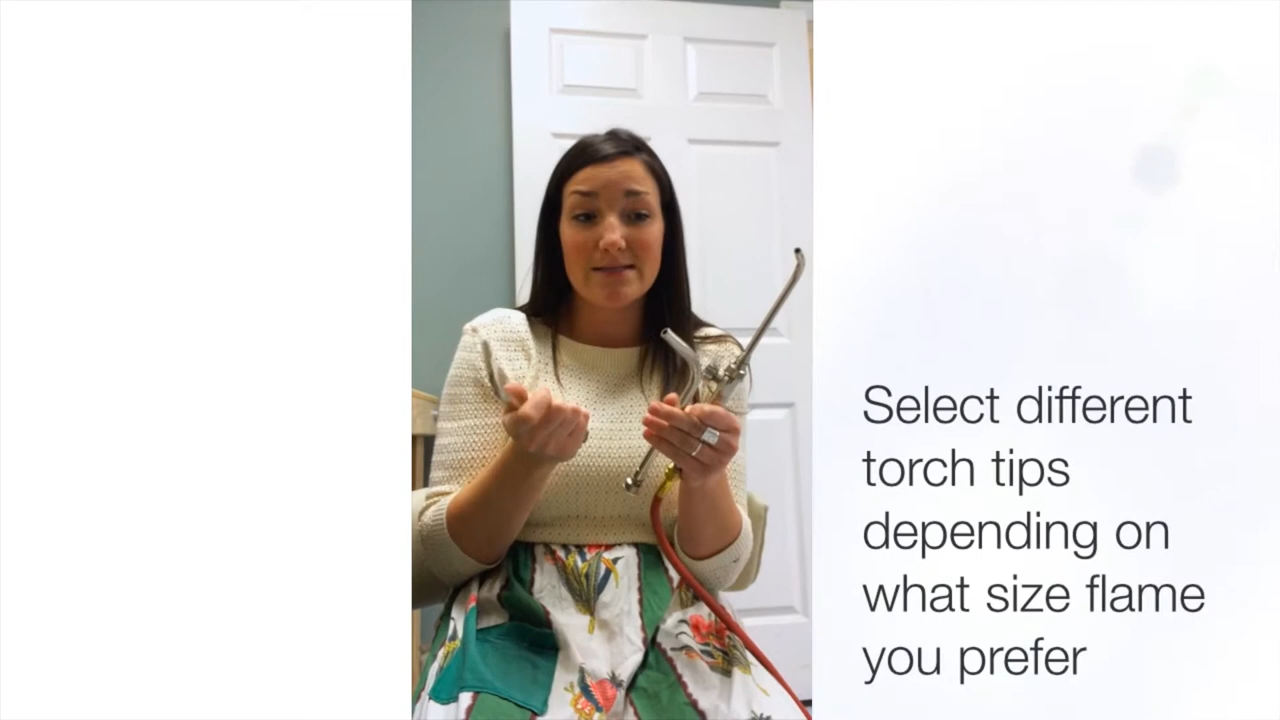 Select different
torch tips
depending on
what size flame
you prefer